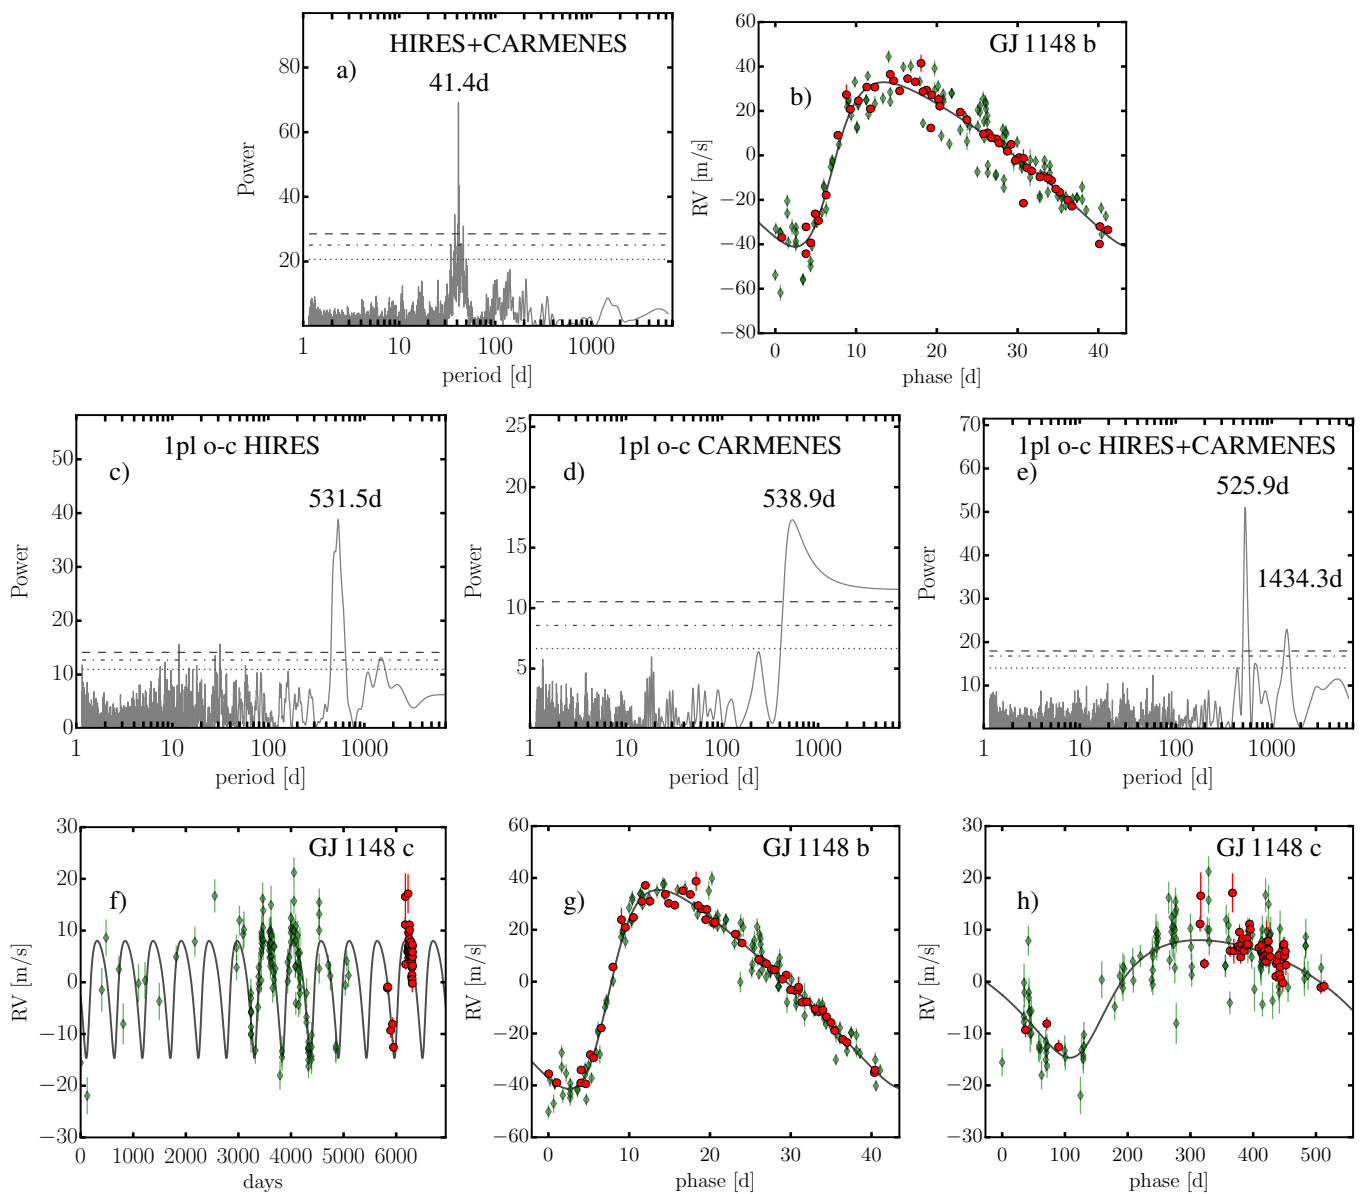 HIRES+CARMENES
a)
41.4d
80
60
40
20
Power
1 10 100 1000
period [d]
GJ 1148 b
b)
60
40
20
0
−20
−40
−60
−80
RV [m/s]
0 10 20 30 40
phase [d]
1pl o-c HIRES
c)
531.5d
50
40
30
20
10
0
Power
1 10 100 1000
period [d]
1pl o-c CARMENES
d)
538.9d
25
20
15
10
5
Power
1 10 100 1000
period [d]
1pl o-c HIRES+CARMENES
e)
525.9d
1434.3d
70
60
50
40
30
20
10
Power
1 10 100 1000
period [d]
GJ 1148 c
f)
30
20
10
0
−10
−20
−30
RV [m/s]
0 1000 2000 3000 4000 5000 6000
days
GJ 1148 b
g)
60
40
20
0
−20
−40
−60
RV [m/s]
0 10 20 30 40
phase [d]
GJ 1148 c
h)
30
20
10
0
−10
−20
−30
RV [m/s]
0 100 200 300 400 500
phase [d]